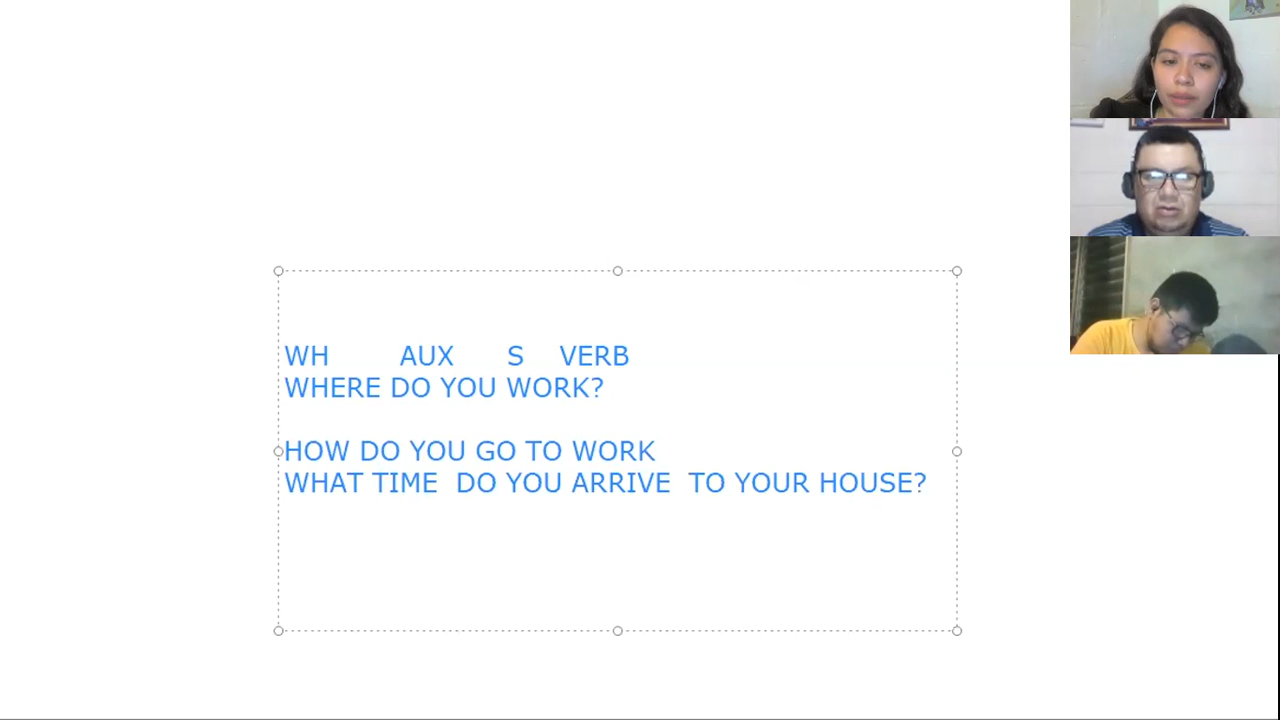 WH AUX S VERB
WHERE DO YOU WORK?
HOW DO YOU GO TO WORK
WHAT TIME DO YOU ARRIVE TO YOUR HOUSE?